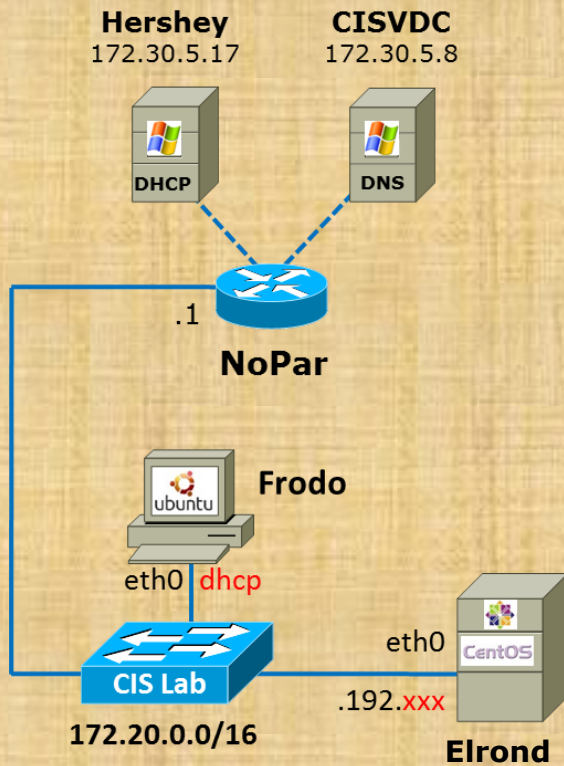 Hershey
172.30.5.17
CISVDC
172.30.5.8
DHCP
DNS
.1
NoPar
ubuntu
Frodo
eth0 dhcp
CIS Lab
172.20.0.0/16
eth0
CentOS
.192.xxx
Elrond